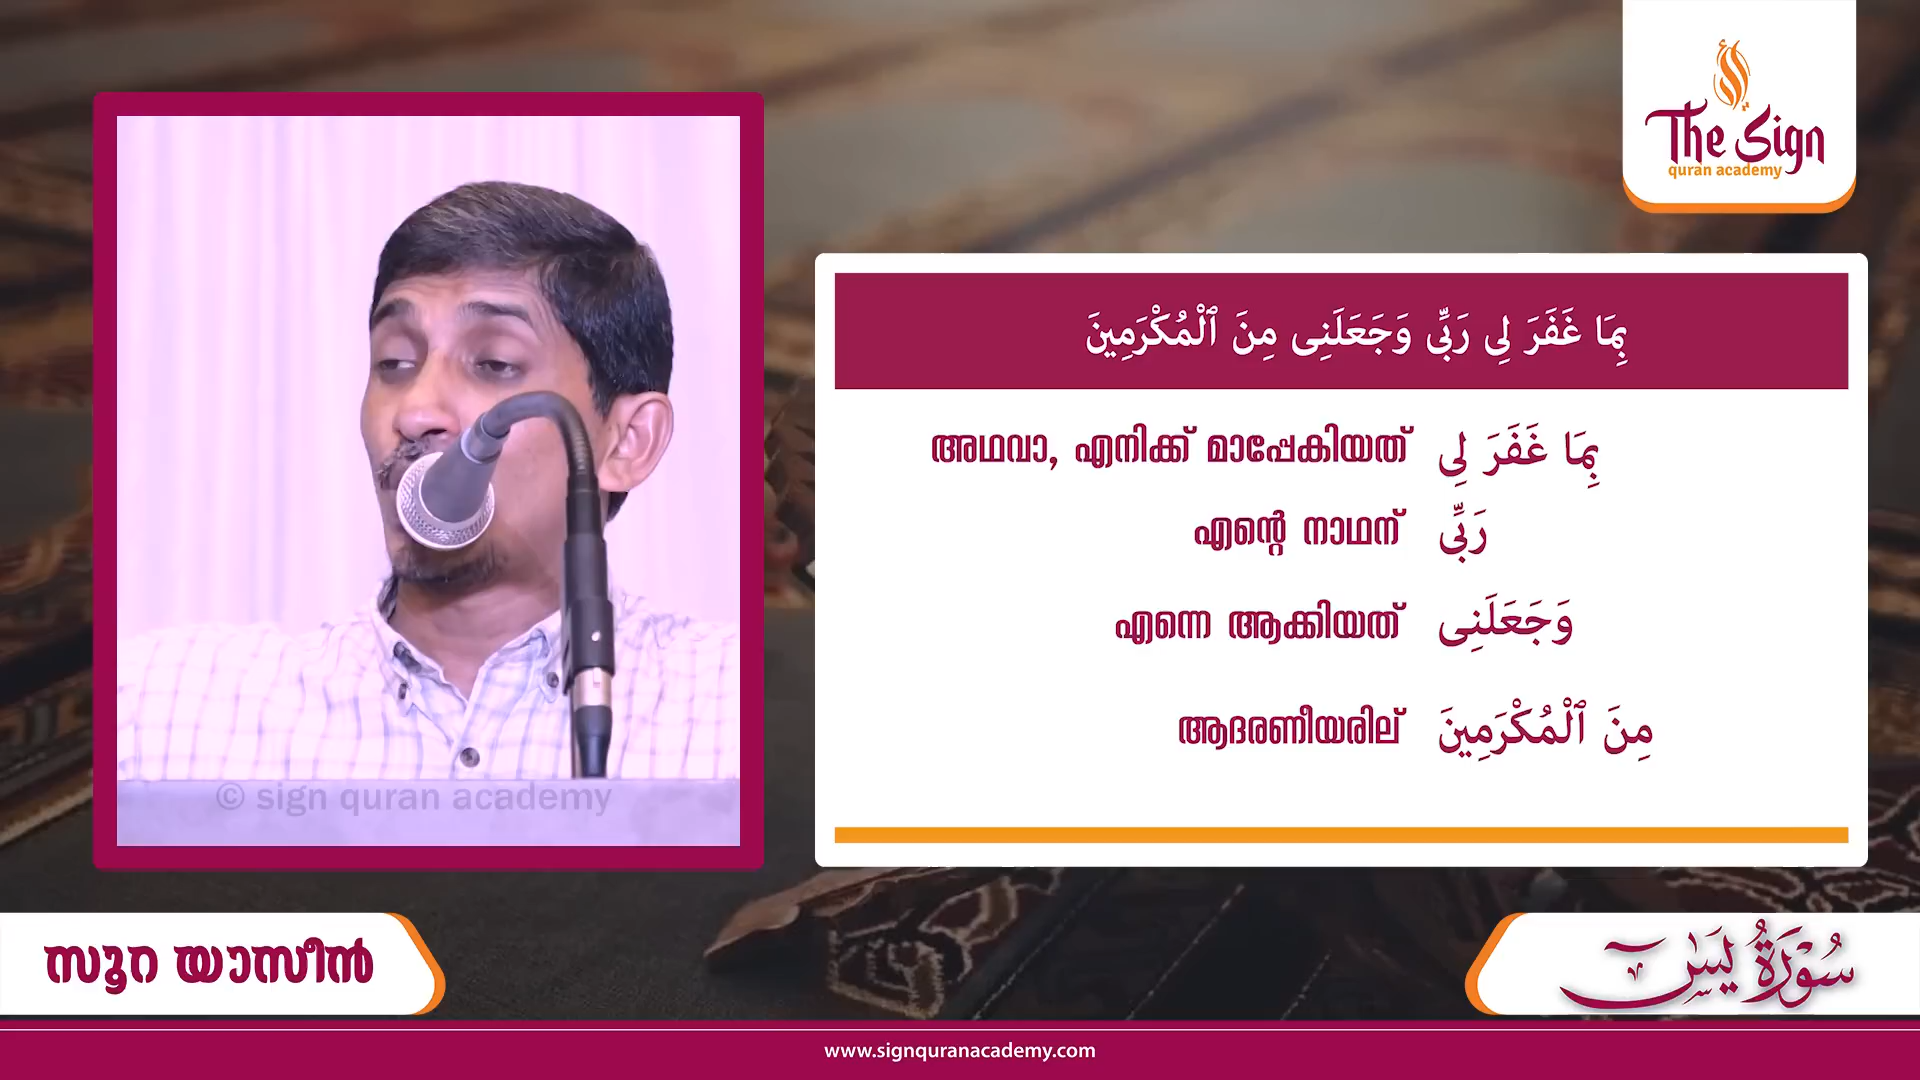 The Sign
quran academy
بِمَا غَفَرَ لِى رَبِّى وَجَعَلَنِى مِنَ ٱلْمُكْرَمِينَ
അഥവാ, എനിക്ക് മാപ്പേകിയത് بِمَا غَفَرَ لِى
എന്റെ നാഥന് رَبِّى
എന്നെ ആക്കിയത് وَجَعَلَنِى
ആദരണീയരില് مِنَ ٱلْمُكْرَمِينَ
© sign quran academy
സൂറ യാസീൻ
سُورَةُ يَسٓ
www.signquranacademy.com